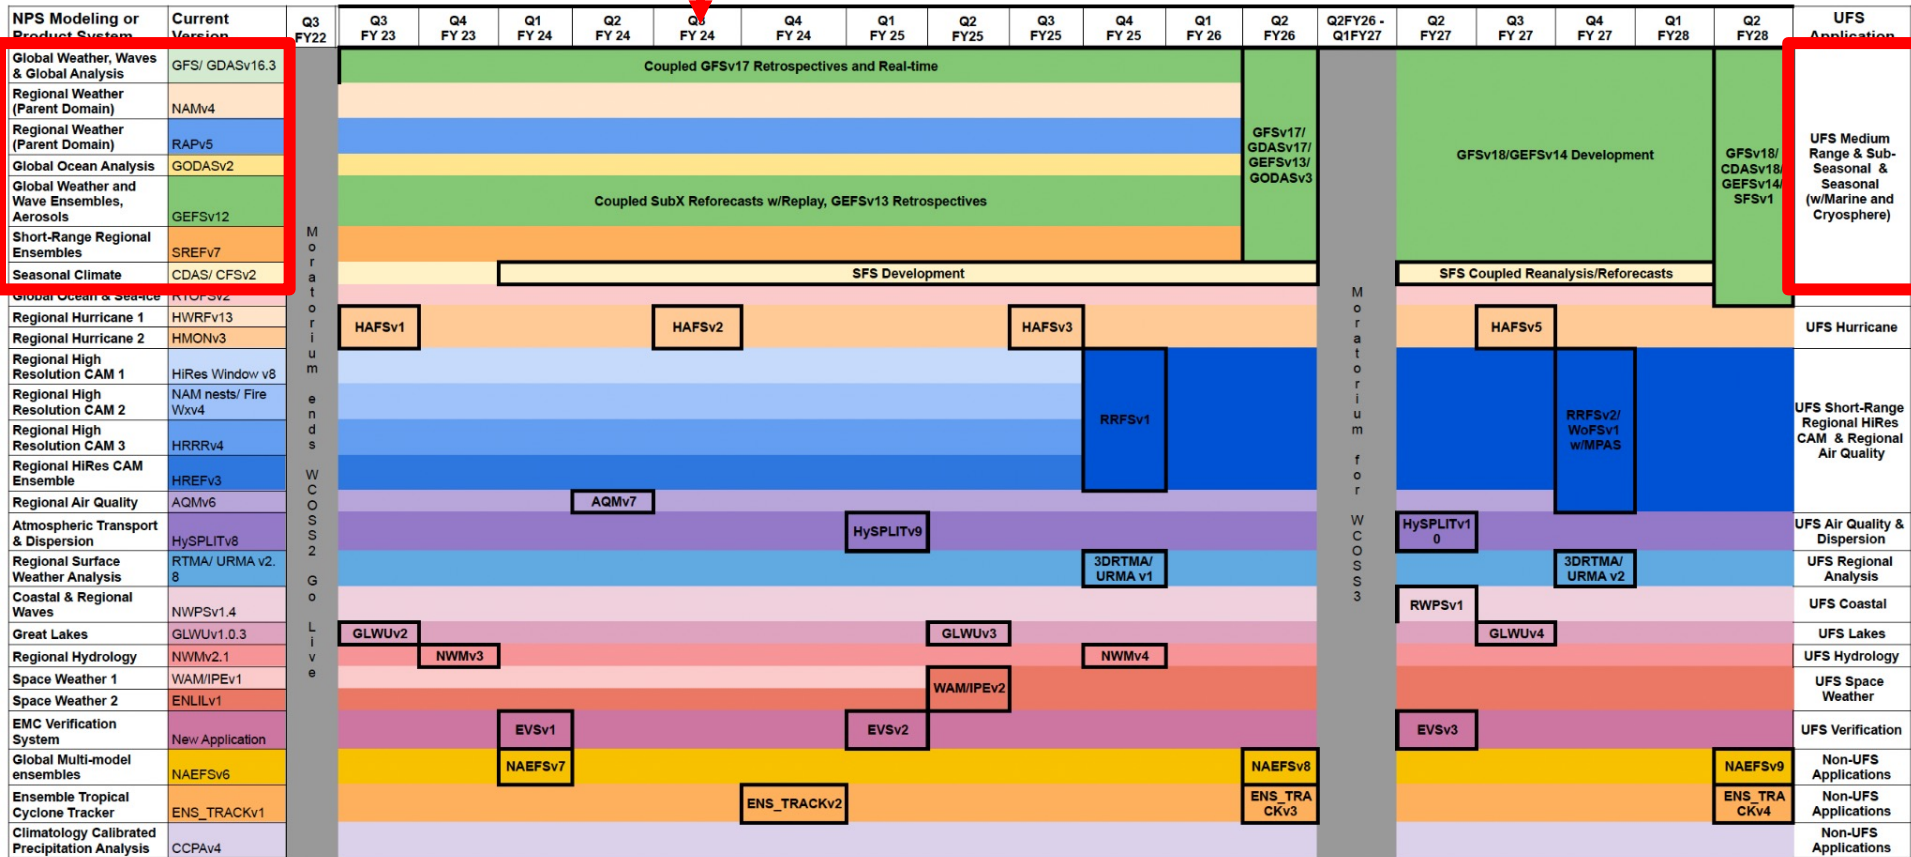 NPS Modeling or
Product System
Current
Version
Q3
FY22
Q3
FY 23
Q4
FY 23
Q1
FY 24
Q2
FY 24
Q3
FY 24
Q4
FY 24
Q1
FY 25
Q2
FY25
Q3
FY25
Q4
FY 25
Q1
FY 26
Q2
FY26
Q2FY26 -
Q1FY27
Q2
FY27
Q3
FY 27
Q4
FY 27
Q1
FY28
Q2
FY28
UFS
Application
Global Weather, Waves
& Global Analysis
GFS/ GDASv16.3
Coupled GFSv17 Retrospectives and Real-time
Regional Weather
(Parent Domain)
NAMv4
Regional Weather
(Parent Domain)
RAPv5
Global Ocean Analysis
GODASv2
Global Weather and
Wave Ensembles,
Aerosols
GEFSv12
Coupled SubX Reforecasts w/Replay, GEFSv13 Retrospectives
Short-Range Regional
Ensembles
SREFv7
GFSv17/
GDASv17/
GEFSv13/
GODASv3
GFSv18/GEFSv14 Development
GFSv18/
CDASv18/
GEFSv14/
SFSv1
UFS Medium
Range & Sub-
Seasonal &
Seasonal
(w/Marine and
Cryosphere)
Seasonal Climate
CDAS/ CFSv2
SFS Development
SFS Coupled Reanalysis/Reforecasts
Global Ocean & Sea-Ice
RTOFSv2
Moratorium ends WCOSS2 Go Live
Moratorium for WCOSS3
Regional Hurricane 1
HWRFv13
Regional Hurricane 2
HMONv3
HAFSv1
HAFSv2
HAFSv3
HAFSv5
UFS Hurricane
Regional High
Resolution CAM 1
HiRes Window v8
Regional High
Resolution CAM 2
NAM nests/ Fire
Wxv4
Regional High
Resolution CAM 3
HRRRv4
Regional HiRes CAM
Ensemble
HREFv3
RRFSv1
RRFSv2/
WoFSv1
w/MPAS
UFS Short-Range
Regional HiRes
CAM & Regional
Air Quality
Regional Air Quality
AQMv6
AQMv7
Atmospheric Transport
& Dispersion
HySPLITv8
HySPLITv9
HySPLITv1
0
UFS Air Quality &
Dispersion
Regional Surface
Weather Analysis
RTMA/ URMA v2.
8
3DRTMA/
URMA v1
3DRTMA/
URMA v2
UFS Regional
Analysis
Coastal & Regional
Waves
NWPSv1.4
RWPSv1
UFS Coastal
Great Lakes
GLWUv1.0.3
GLWUv2
GLWUv3
GLWUv4
UFS Lakes
Regional Hydrology
NWMv2.1
NWMv3
NWMv4
UFS Hydrology
Space Weather 1
WAM/IPEv1
Space Weather 2
ENLILv1
WAM/IPEv2
UFS Space
Weather
EMC Verification
System
New Application
EVSv1
EVSv2
EVSv3
UFS Verification
Global Multi-model
ensembles
NAEFSv6
NAEFSv7
NAEFSv8
NAEFSv9
Non-UFS
Applications
Ensemble Tropical
Cyclone Tracker
ENS_TRACKv1
ENS_TRACKv2
ENS_TRA
CKv3
ENS_TRA
CKv4
Non-UFS
Applications
Climatology Calibrated
Precipitation Analysis
CCPAv4
Non-UFS
Applications